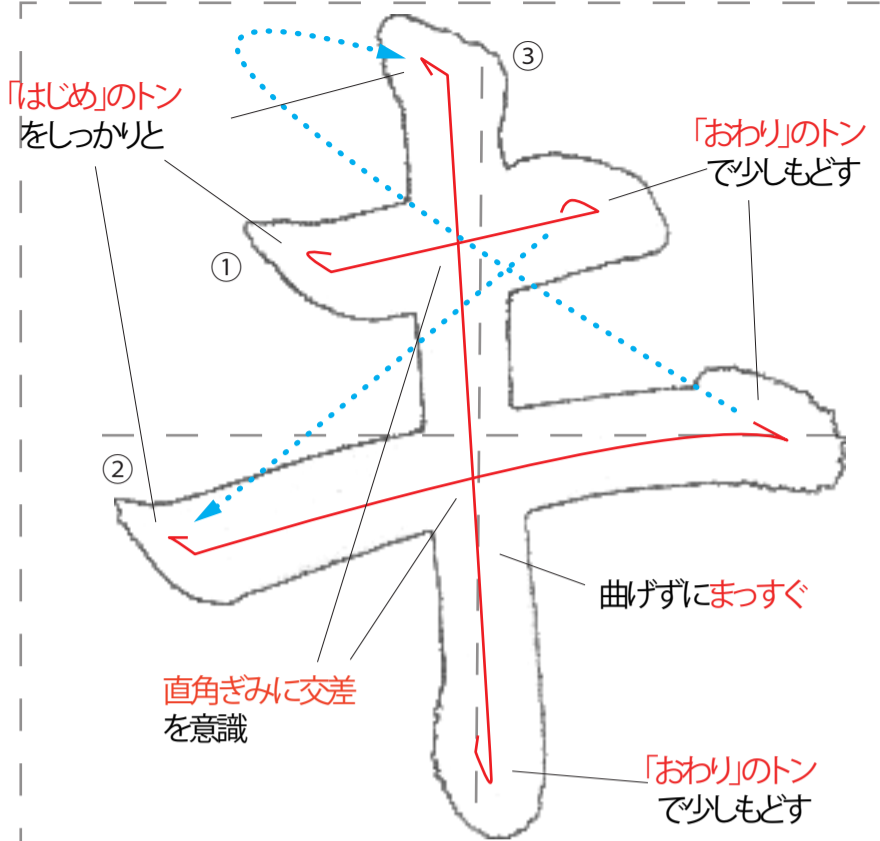 ③
「はじめ」のトン
をしっかりと
「おわり」のトン
で少しもどす
①
②
曲げずにまっすぐ
直角ぎみに交差
を意識
「おわり」のトン
で少しもどす